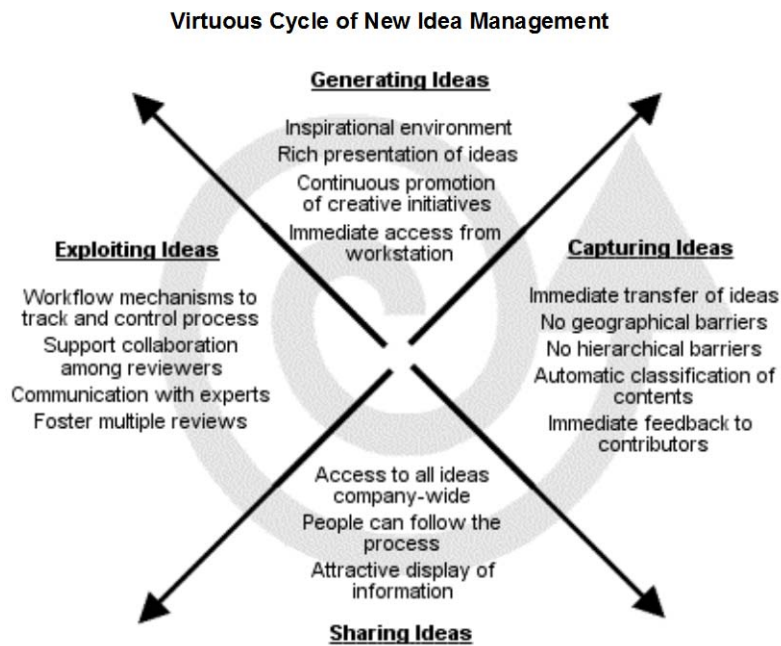 Virtuous Cycle of New Idea Management
Generating Ideas
Inspirational environment
Rich presentation of ideas
Continuous promotion
of creative initiatives
Immediate access from
workstation
Capturing Ideas
Immediate transfer of ideas
No geographical barriers
No hierarchical barriers
Automatic classification of
contents
Immediate feedback to
contributors
Exploiting Ideas
Workflow mechanisms to
track and control process
Support collaboration
among reviewers
Communication with experts
Foster multiple reviews
Access to all ideas
company-wide
People can follow the
process
Attractive display of
information
Sharing Ideas